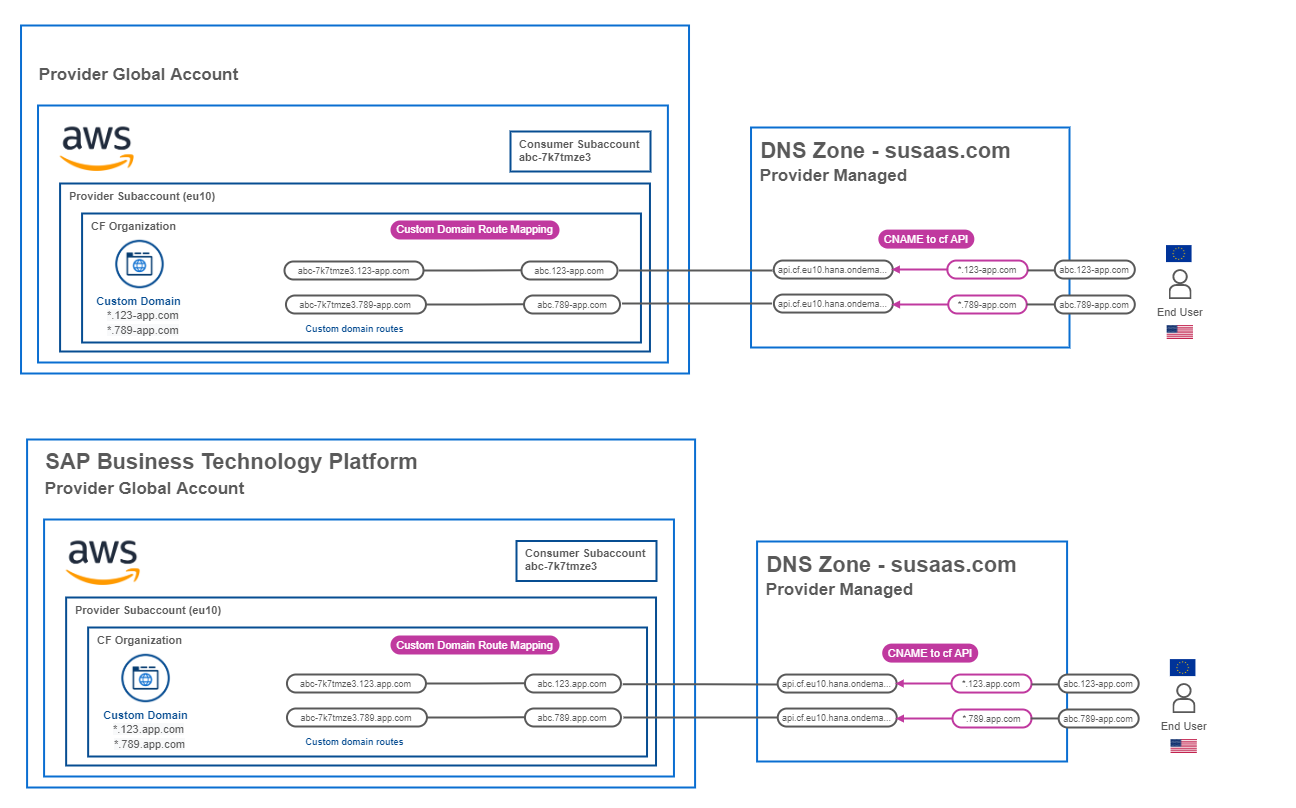 Provider Global Account
aws
Consumer Subaccount
abc-7k7tmze3
Provider Subaccount (eu10)
CF Organization
Custom Domain Route Mapping
abc-7k7tmze3.123-app.com
abc.123-app.com
Custom Domain
*.123-app.com
*.789-app.com
abc-7k7tmze3.789-app.com
abc.789-app.com
Custom domain routes
DNS Zone - susaas.com
Provider Managed
CNAME to cf API
api.cf.eu10.hana.ondema...
*.123-app.com
abc.123-app.com
api.cf.eu10.hana.ondema...
*.789-app.com
abc.789-app.com
End User
SAP Business Technology Platform
Provider Global Account
aws
Consumer Subaccount
abc-7k7tmze3
Provider Subaccount (eu10)
CF Organization
Custom Domain Route Mapping
abc-7k7tmze3.123.app.com
abc.123.app.com
Custom Domain
*.123.app.com
*.789.app.com
abc-7k7tmze3.789.app.com
abc.789.app.com
Custom domain routes
DNS Zone - susaas.com
Provider Managed
CNAME to cf API
api.cf.eu10.hana.ondema...
*.123.app.com
abc.123-app.com
api.cf.eu10.hana.ondema...
*.789.app.com
abc.789-app.com
End User